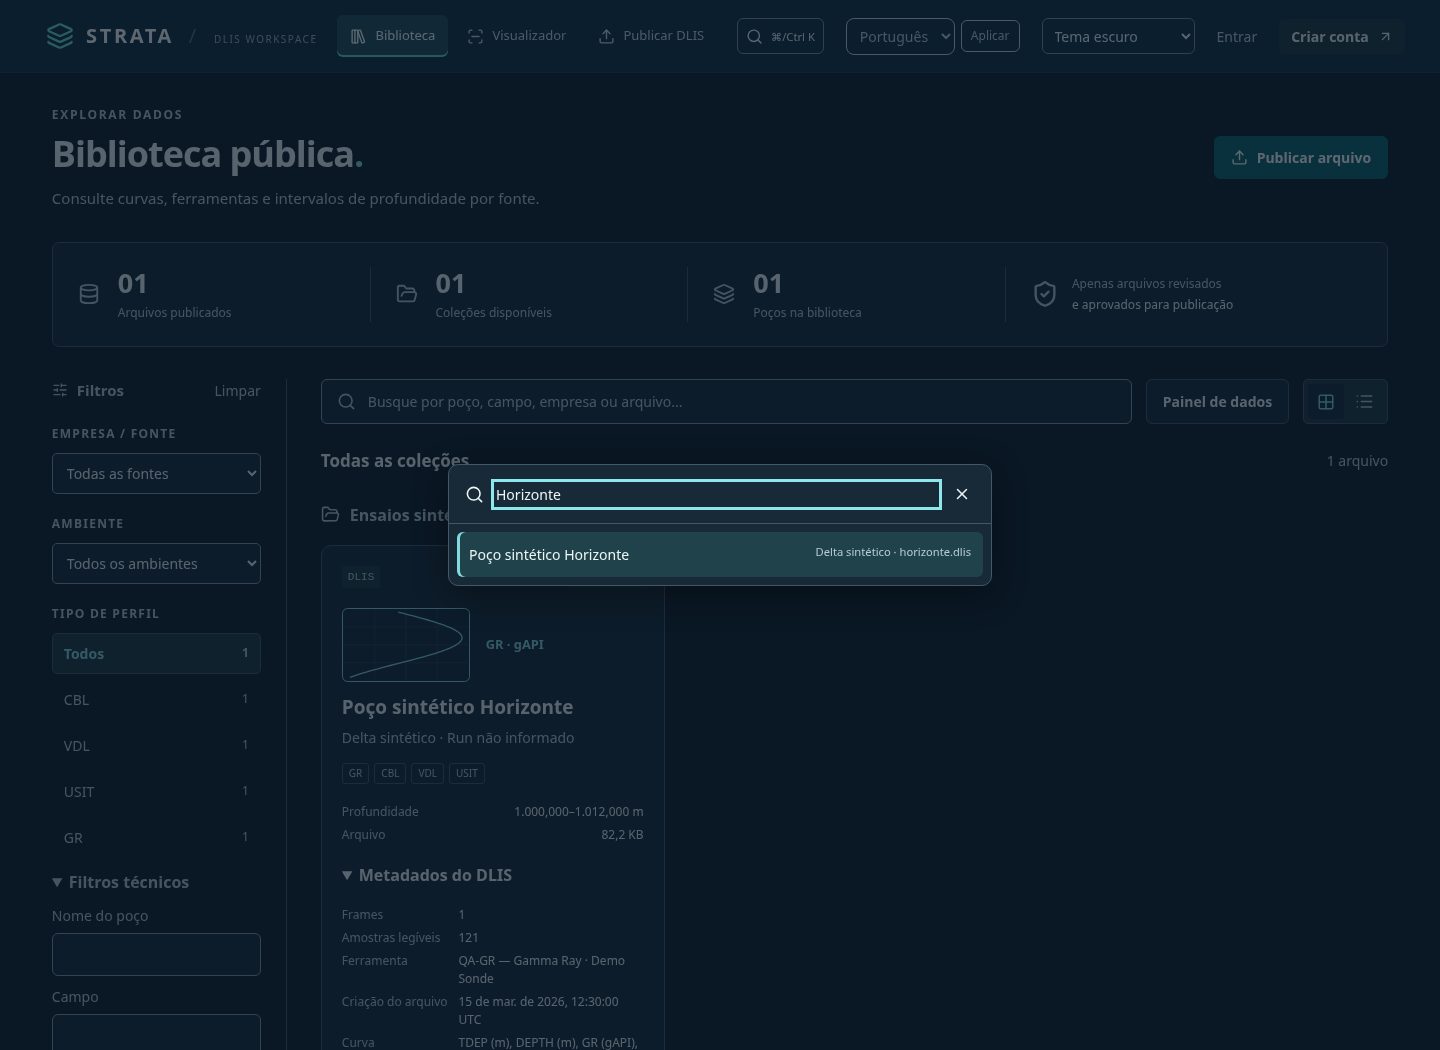 STRATA / DLIS WORKSPACE
Biblioteca
Visualizador
Publicar DLIS
⌘/Ctrl K
Português
Aplicar
Tema escuro
Entrar
Criar conta
EXPLORAR DADOS
Biblioteca pública.
Consulte curvas, ferramentas e intervalos de profundidade por fonte.
Publicar arquivo
01
Arquivos publicados
01
Coleções disponíveis
01
Poços na biblioteca
Apenas arquivos revisados
e aprovados para publicação
Filtros
Limpar
EMPRESA / FONTE
Todas as fontes
AMBIENTE
Todos os ambientes
TIPO DE PERFIL
Todos 1
CBL 1
VDL 1
USIT 1
GR 1
Filtros técnicos
Nome do poço
Campo
Busque por poço, campo, empresa ou arquivo...
Painel de dados
Todas as coleções
1 arquivo
Horizonte
Poço sintético Horizonte
Delta sintético · horizonte.dlis
Ensaios sinté
DLIS
GR · gAPI
Poço sintético Horizonte
Delta sintético · Run não informado
GR CBL VDL USIT
Profundidade 1.000,000–1.012,000 m
Arquivo 82,2 KB
Metadados do DLIS
Frames 1
Amostras legíveis 121
Ferramenta QA-GR — Gamma Ray · Demo
Sonde
Criação do arquivo 15 de mar. de 2026, 12:30:00
UTC
Curva TDEP (m), DEPTH (m), GR (gAPI),